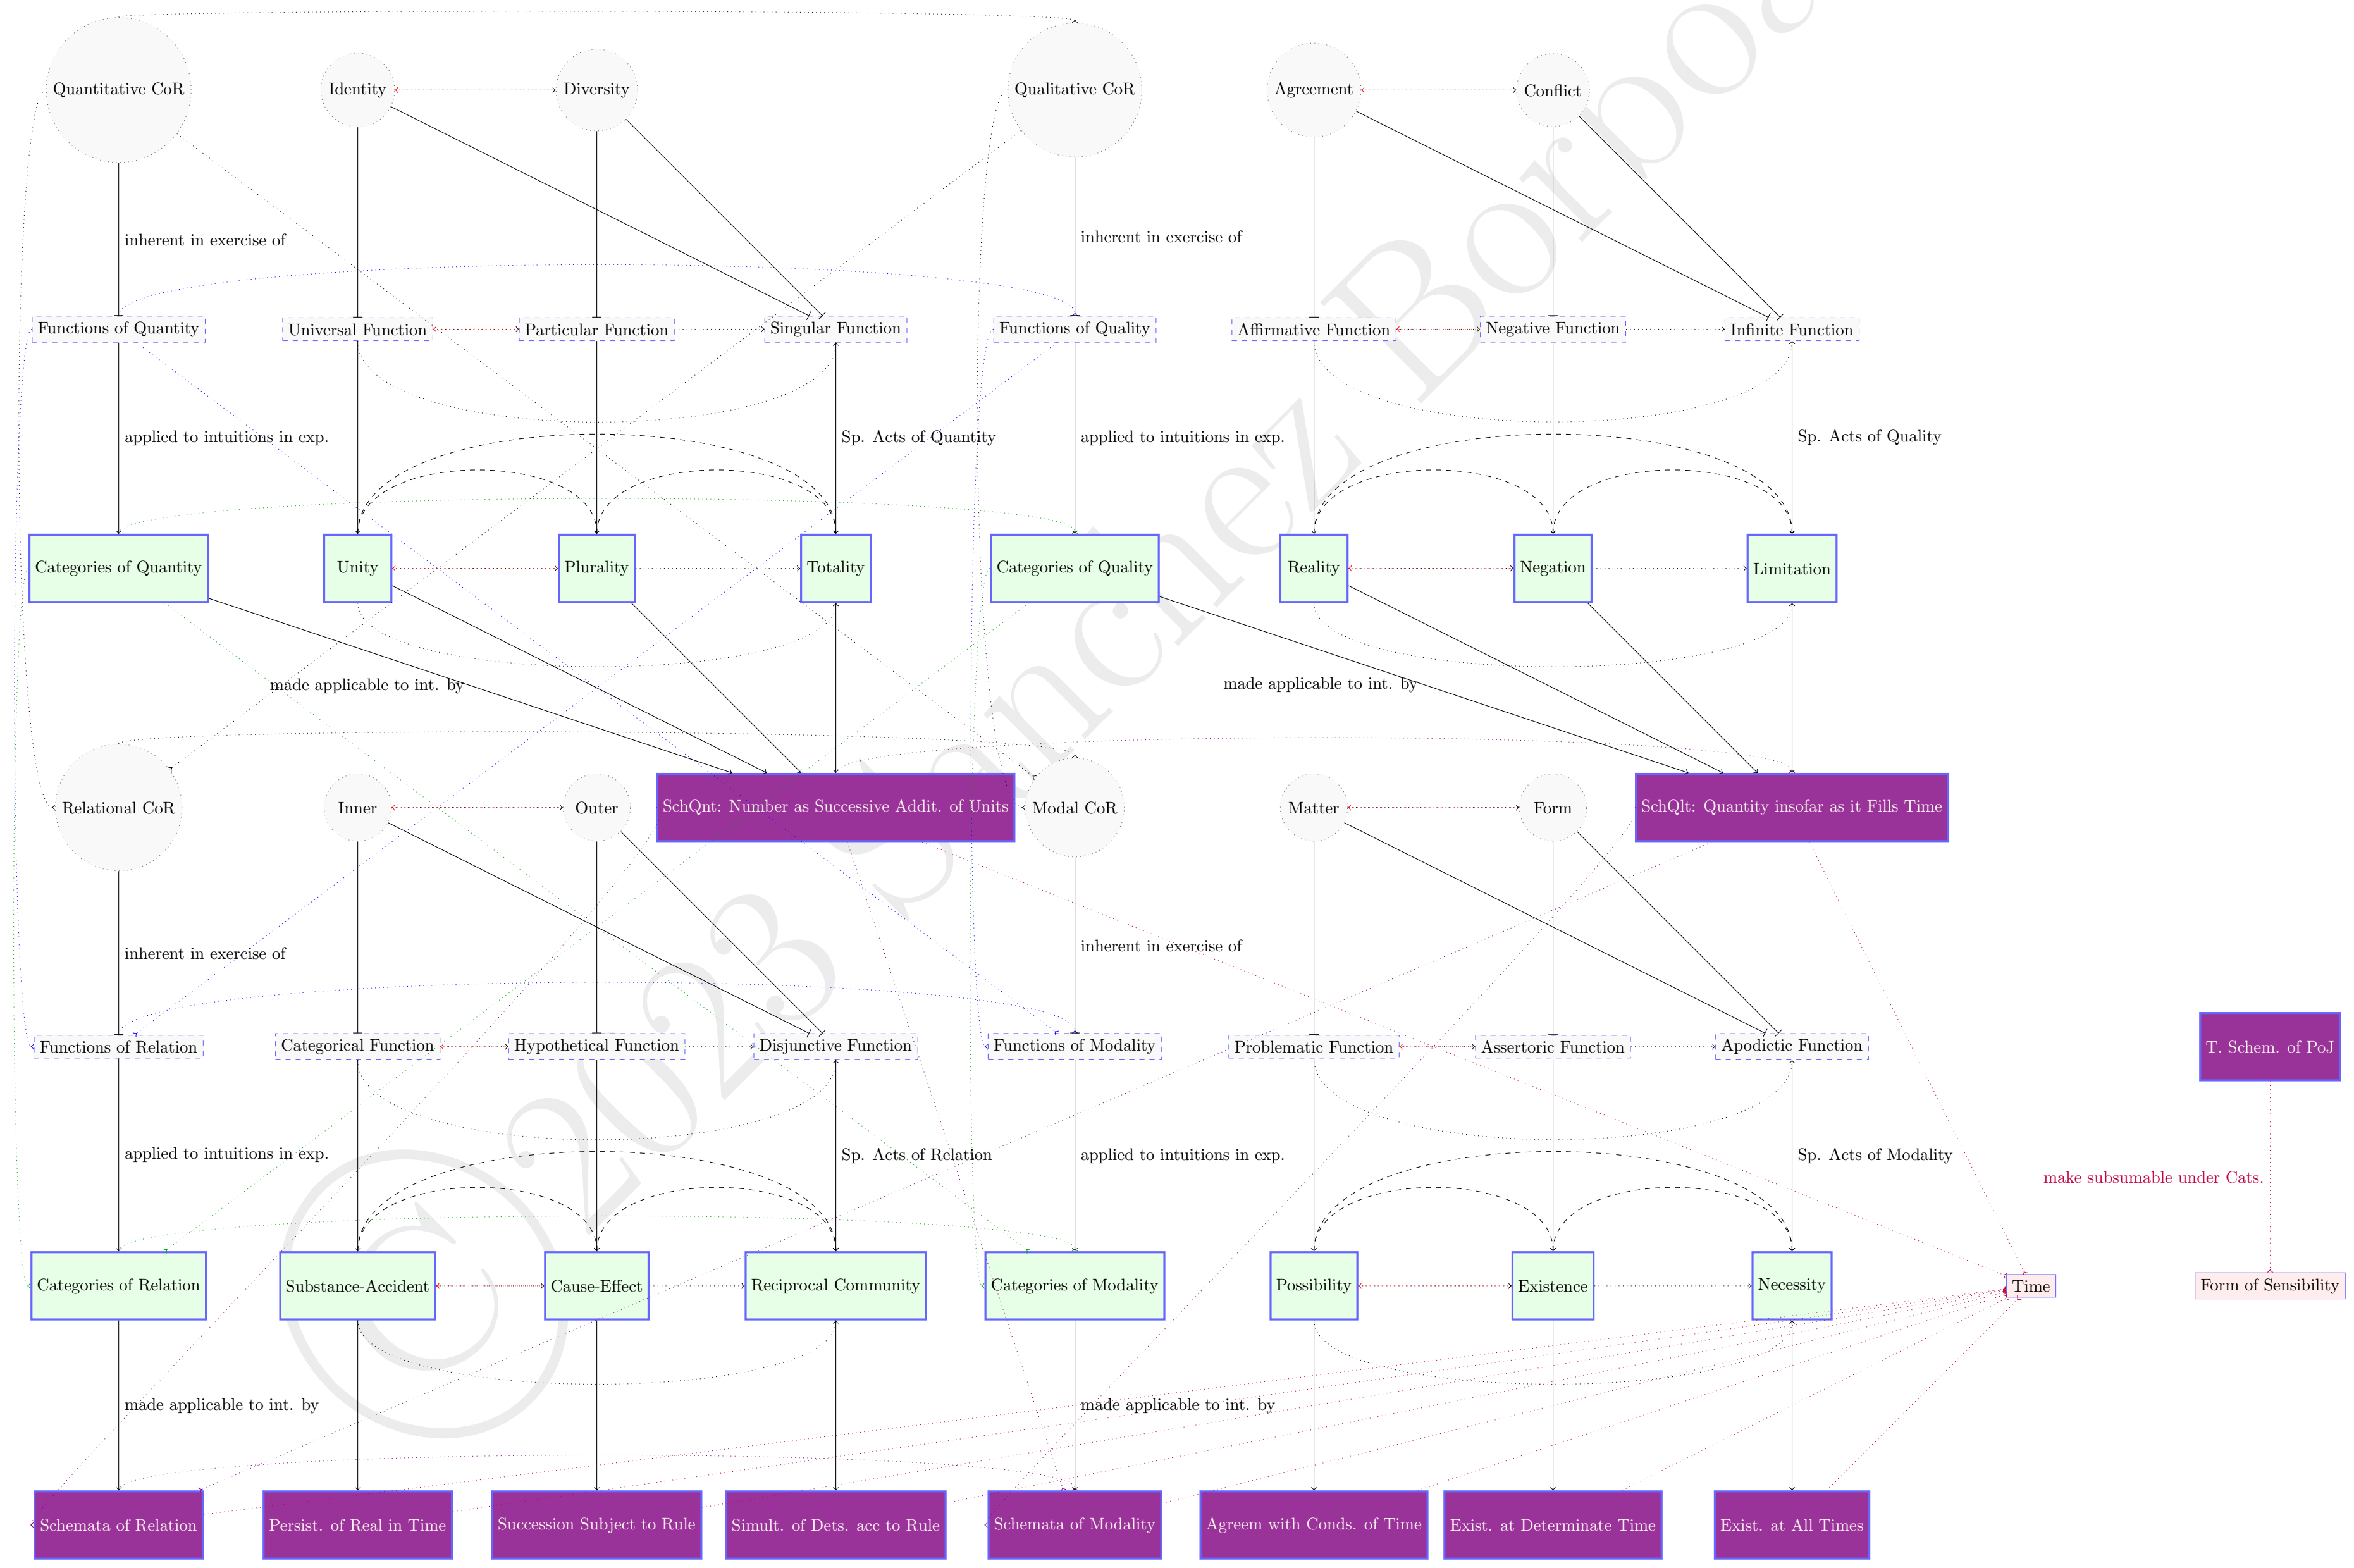 Quantitative CoR
Identity
Diversity
Qualitative CoR
Agreement
Conflict
inherent in exercise of
inherent in exercise of
Functions of Quantity
Universal Function
Particular Function
Singular Function
Functions of Quality
Affirmative Function
Negative Function
Infinite Function
applied to intuitions in exp.
Sp. Acts of Quantity
applied to intuitions in exp.
Sp. Acts of Quality
Categories of Quantity
Unity
Plurality
Totality
Categories of Quality
Reality
Negation
Limitation
made applicable to int. by
made applicable to int. by
Relational CoR
Inner
Outer
SchQnt: Number as Successive Addit. of Units
Modal CoR
Matter
Form
SchQlt: Quantity insofar as it Fills Time
inherent in exercise of
inherent in exercise of
Functions of Relation
Categorical Function
Hypothetical Function
Disjunctive Function
Functions of Modality
Problematic Function
Assertoric Function
Apodictic Function
T. Schem. of PoJ
applied to intuitions in exp.
Sp. Acts of Relation
applied to intuitions in exp.
Sp. Acts of Modality
make subsumable under Cats.
Categories of Relation
Substance-Accident
Cause-Effect
Reciprocal Community
Categories of Modality
Possibility
Existence
Necessity
Time
Form of Sensibility
made applicable to int. by
made applicable to int. by
Schemata of Relation
Persist. of Real in Time
Succession Subject to Rule
Simult. of Dets. acc to Rule
Schemata of Modality
Agreem with Conds. of Time
Exist. at Determinate Time
Exist. at All Times
©2023 Sanchez